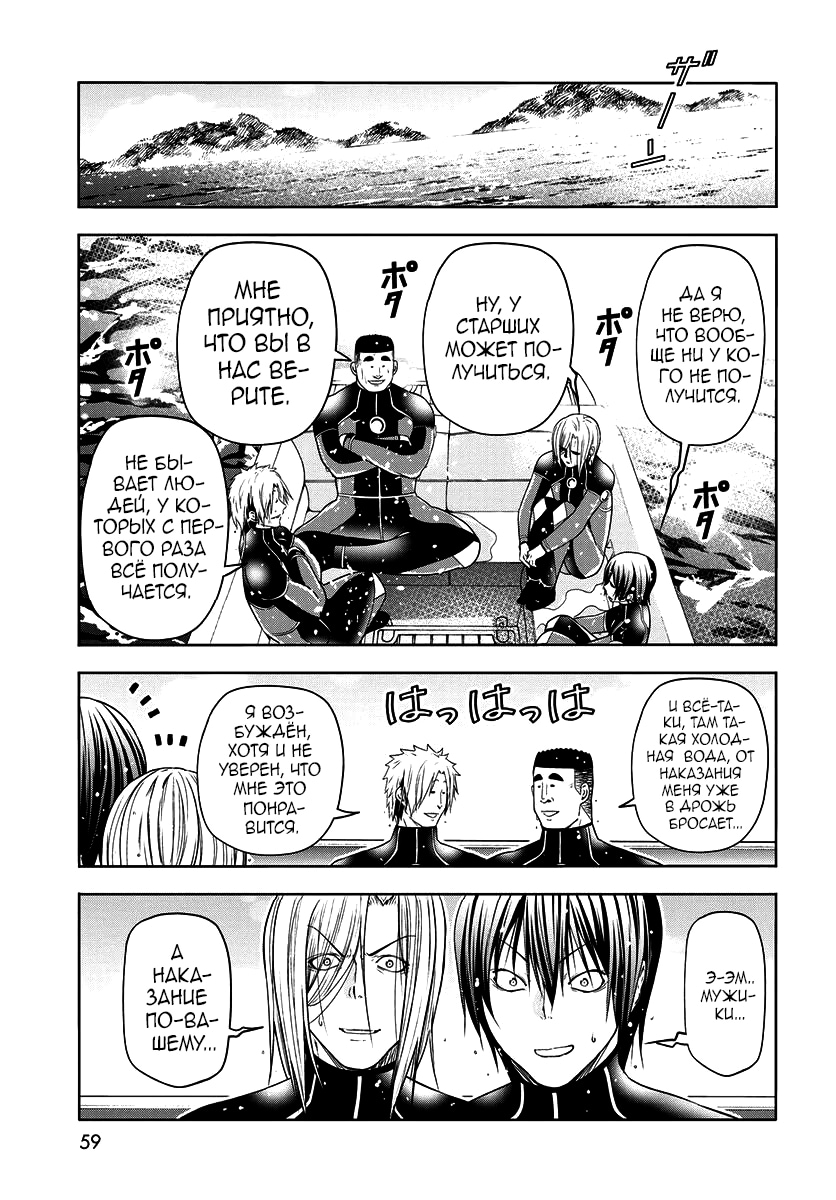 ザ
ー
ДА Я
НЕ ВЕРЮ,
ЧТО ВООБ-
ЩЕ НИ У КО-
ГО НЕ ПО-
ЛУЧИТСЯ.
ポタ
НУ, У
СТАРШИХ
МОЖЕТ ПО-
ЛУЧИТЬСЯ.
ポタ
ポタ
МНЕ
ПРИЯТНО,
ЧТО ВЫ В
НАС ВЕ-
РИТЕ.
ポタ
НЕ БЫ-
ВАЕТ ЛЮ-
ДЕЙ, У КО-
ТОРЫХ С ПЕР-
ВОГО РАЗА
ВСЁ ПОЛУ-
ЧАЕТСЯ.
И ВСЁ-ТА-
КИ, ТАМ ТА-
КАЯ ХОЛОД-
НАЯ ВОДА, ОТ
НАКАЗАНИЯ
МЕНЯ УЖЕ
В ДРОЖЬ
БРОСАЕТ...
はっはっは
Я ВОЗ-
БУЖДЁН,
ХОТЯ И НЕ
УВЕРЕН, ЧТО
МНЕ ЭТО
ПОНРА-
ВИТСЯ.
Э-ЭМ..
МУЖИ-
КИ...
А
НАКА-
ЗАНИЕ
ПО-ВА-
ШЕМУ...
59